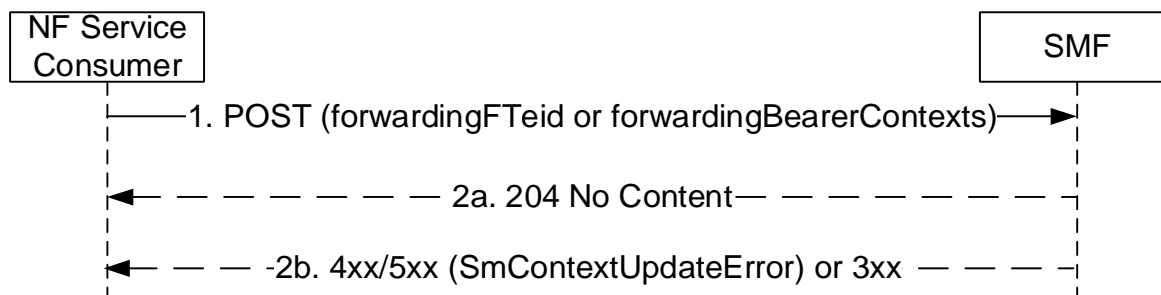 NF Service
Consumer
SMF
1. POST (forwardingFTeid or forwardingBearerContexts)
2a. 204 No Content
2b. 4xx/5xx (SmContextUpdateError) or 3xx